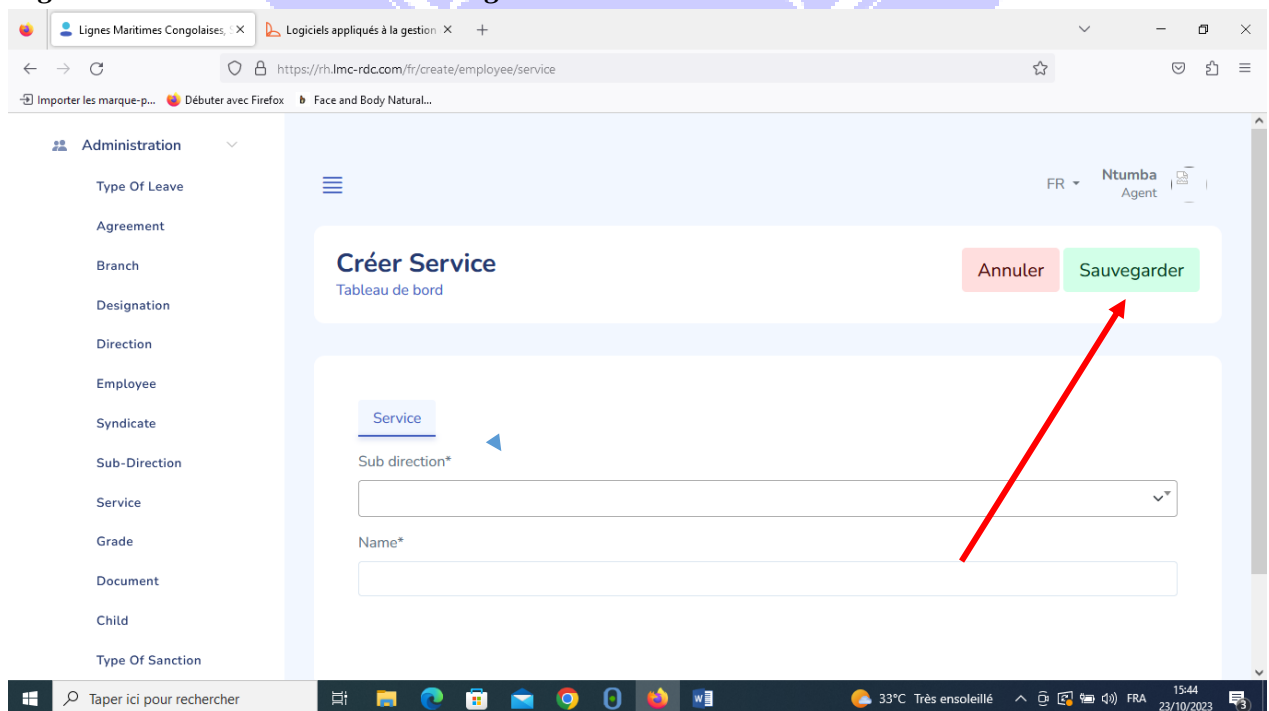 Lignes Maritimes Congolaises, S
Logiciels appliqués à la gestion
https://rh.lmc-rdc.com/fr/create/employee/service
Importer les marque-p...
Débuter avec Firefox
b Face and Body Natural...
Administration
Type Of Leave
Agreement
Branch
Designation
Direction
Employee
Syndicate
Sub-Direction
Service
Grade
Document
Child
Type Of Sanction
FR
Ntumba
Agent
Créer Service
Tableau de bord
Annuler
Sauvegarder
Service
Sub direction*
Name*
Taper ici pour rechercher
33°C Très ensoleillé
FRA
15:44
23/10/2023
3